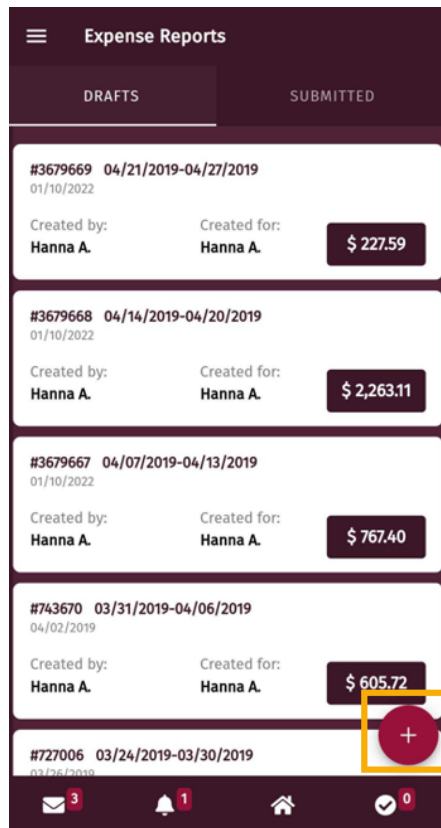 Expense Reports
DRAFTS SUBMITTED
#3679669 04/21/2019-04/27/2019
01/10/2022
Created by: Created for:
Hanna A. Hanna A. $ 227.59
#3679668 04/14/2019-04/20/2019
01/10/2022
Created by: Created for:
Hanna A. Hanna A. $ 2,263.11
#3679667 04/07/2019-04/13/2019
01/10/2022
Created by: Created for:
Hanna A. Hanna A. $ 767.40
#743670 03/31/2019-04/06/2019
04/02/2019
Created by: Created for:
Hanna A. Hanna A. $ 605.72
+
#727006 03/24/2019-03/30/2019
03/26/2019
3 1 0